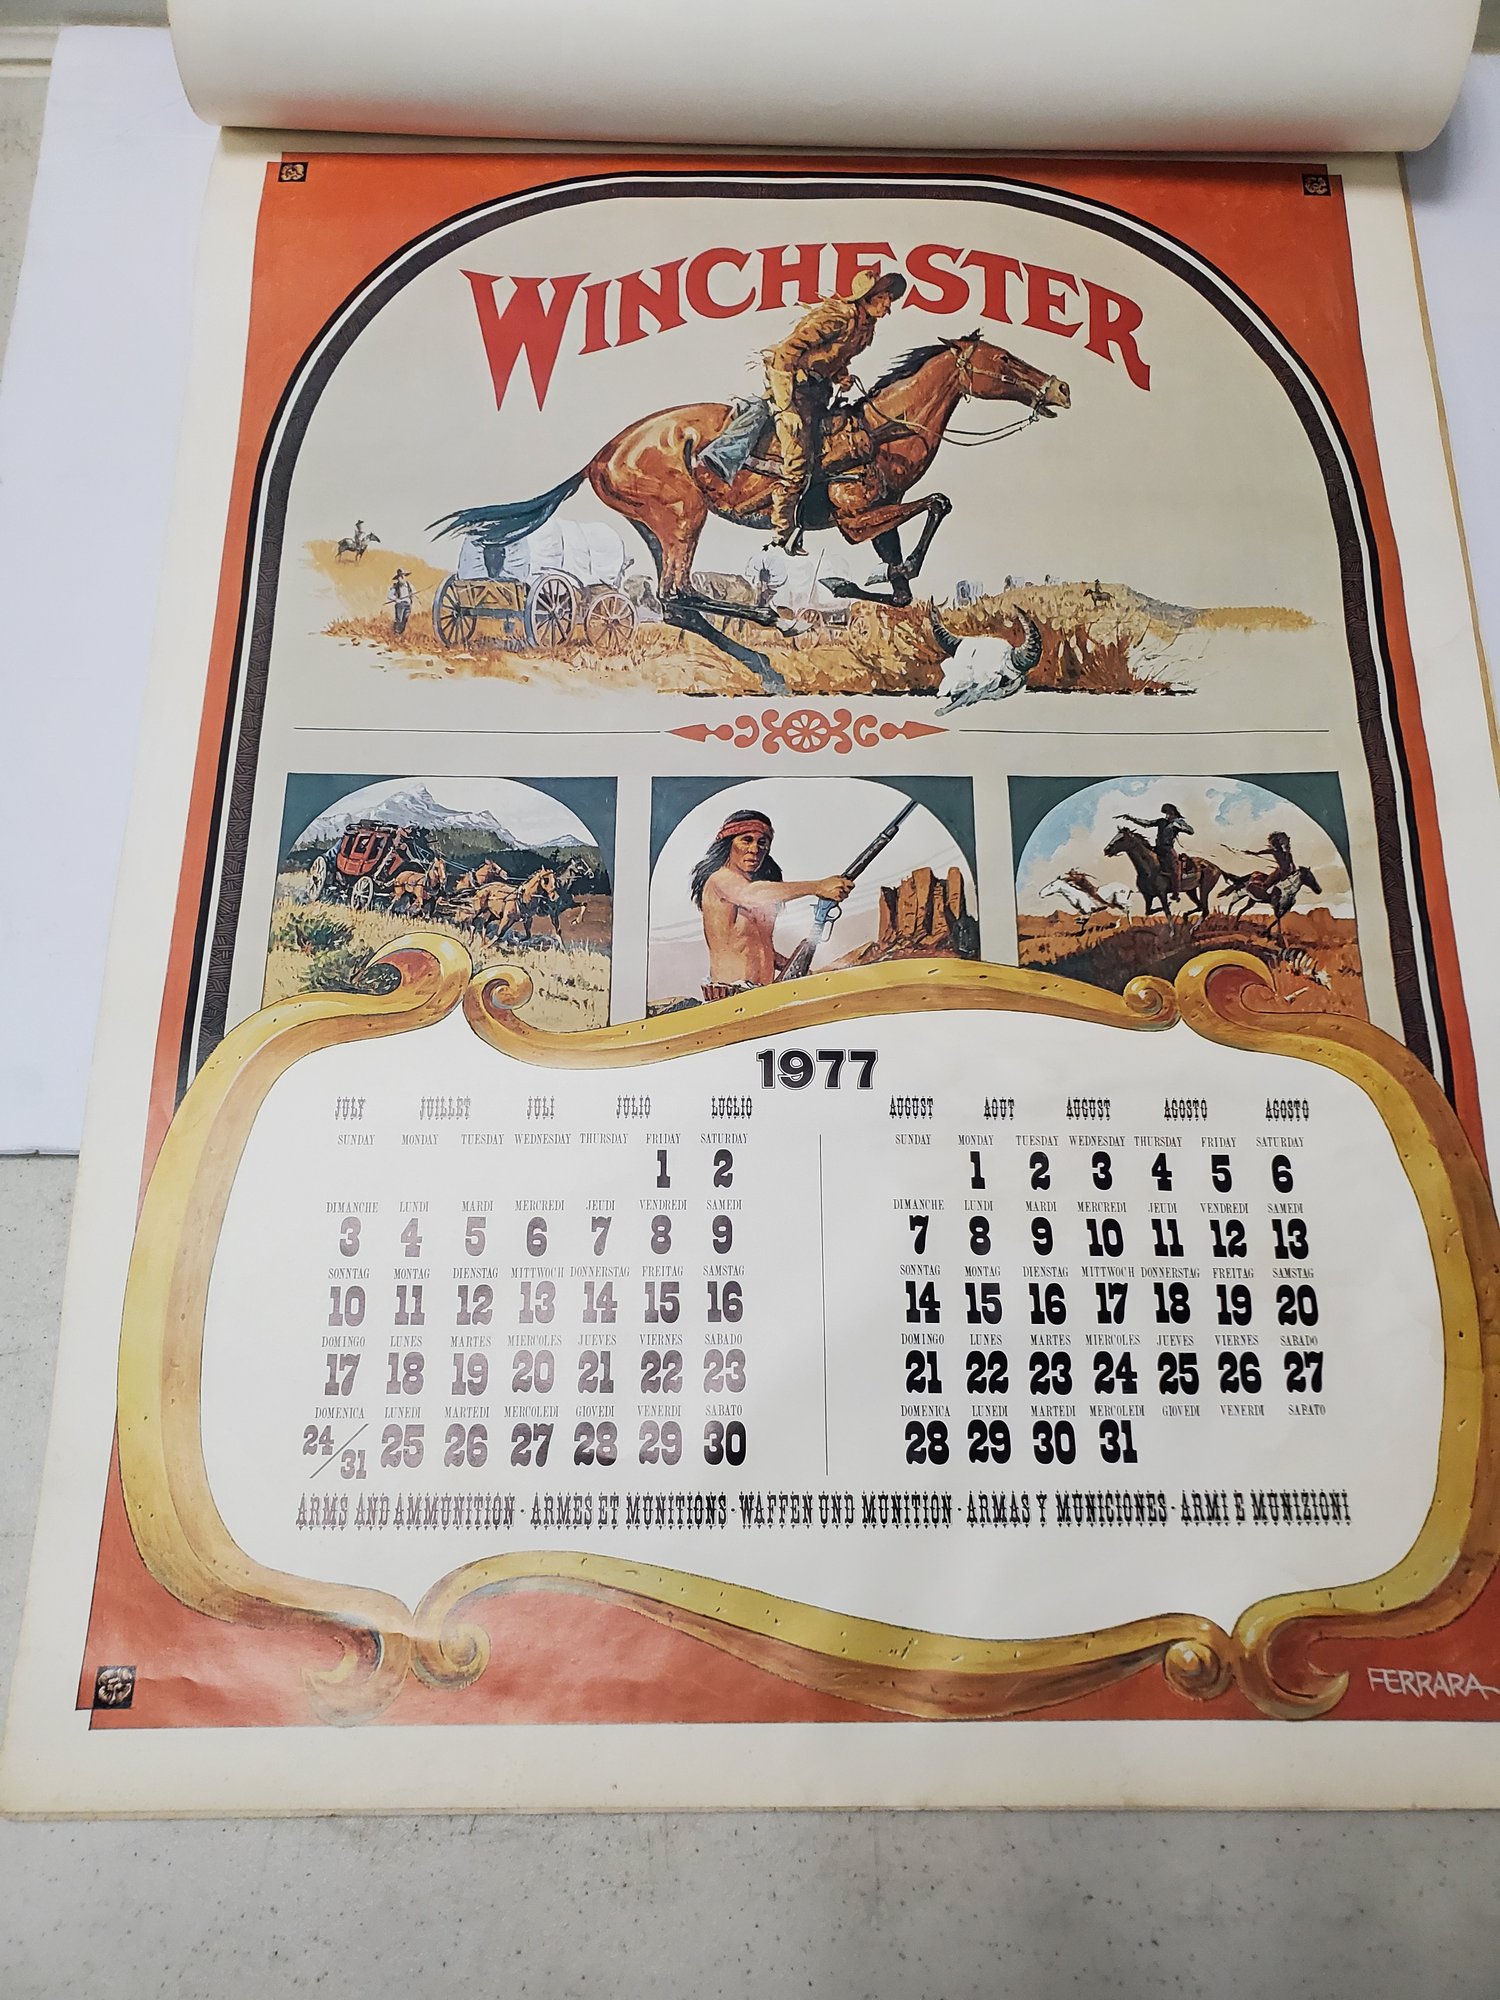 WINCHESTER
1977
JULY JUILLET JULI JULIO LUGLIO
SUNDAY MONDAY TUESDAY WEDNESDAY THURSDAY FRIDAY SATURDAY
1 2
DIMANCHE LUNDI MARDI MERCREDI JEUDI VENDREDI SAMEDI
3 4 5 6 7 8 9
SONNTAG MONTAG DIENSTAG MITTWOCH DONNERSTAG FREITAG SAMSTAG
10 11 12 13 14 15 16
DOMINGO LUNES MARTES MIERCOLES JUEVES VIERNES SABADO
17 18 19 20 21 22 23
DOMENICA LUNEDI MARTEDI MERCOLEDI GIOVEDI VENERDI SABATO
24/31 25 26 27 28 29 30
AUGUST AOUT AUGUST AGOSTO AGOSTO
SUNDAY MONDAY TUESDAY WEDNESDAY THURSDAY FRIDAY SATURDAY
1 2 3 4 5 6
DIMANCHE LUNDI MARDI MERCREDI JEUDI VENDREDI SAMEDI
7 8 9 10 11 12 13
SONNTAG MONTAG DIENSTAG MITTWOCH DONNERSTAG FREITAG SAMSTAG
14 15 16 17 18 19 20
DOMINGO LUNES MARTES MIERCOLES JUEVES VIERNES SABADO
21 22 23 24 25 26 27
DOMENICA LUNEDI MARTEDI MERCOLEDI GIOVEDI VENERDI SABATO
28 29 30 31
ARMS AND AMMUNITION · ARMES ET MUNITIONS · WAFFEN UND MUNITION · ARMAS Y MUNICIONES · ARMI E MUNIZIONI
FERRARA